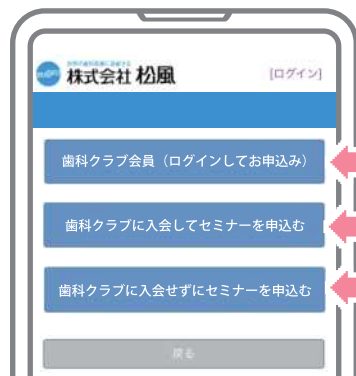 株式会社 松風
[ログイン]
歯科クラブ会員（ログインしてお申込み）
歯科クラブに入会してセミナーを申込む
歯科クラブに入会せずにセミナーを申込む
戻る